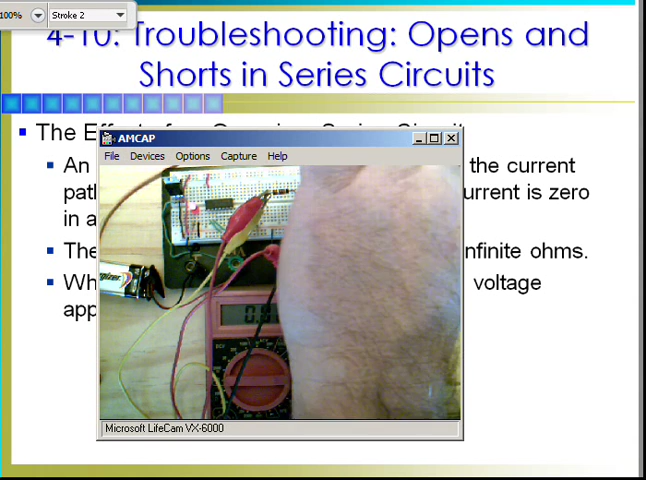 100%
Stroke 2
4-10: Troubleshooting: Opens and
Shorts in Series Circuits
The
An the current
path urrent is zero
in a
The nfinite ohms.
Wh voltage
app
AMCAP
File Devices Options Capture Help
Microsoft LifeCam VX-6000